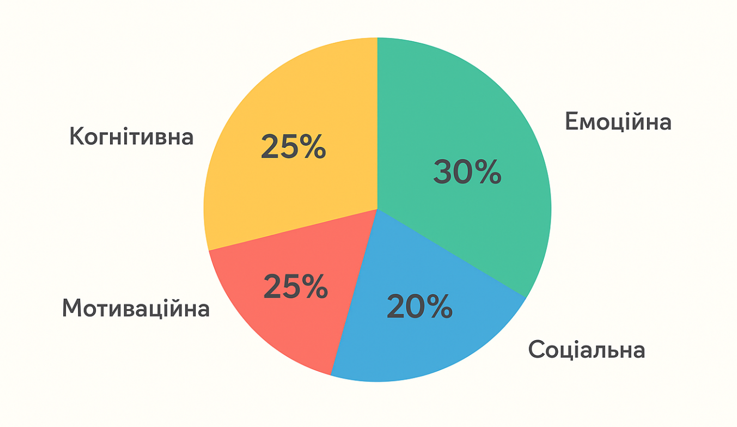 Когнітивна
25%
Емоційна
30%
Мотиваційна
25%
20%
Соціальна